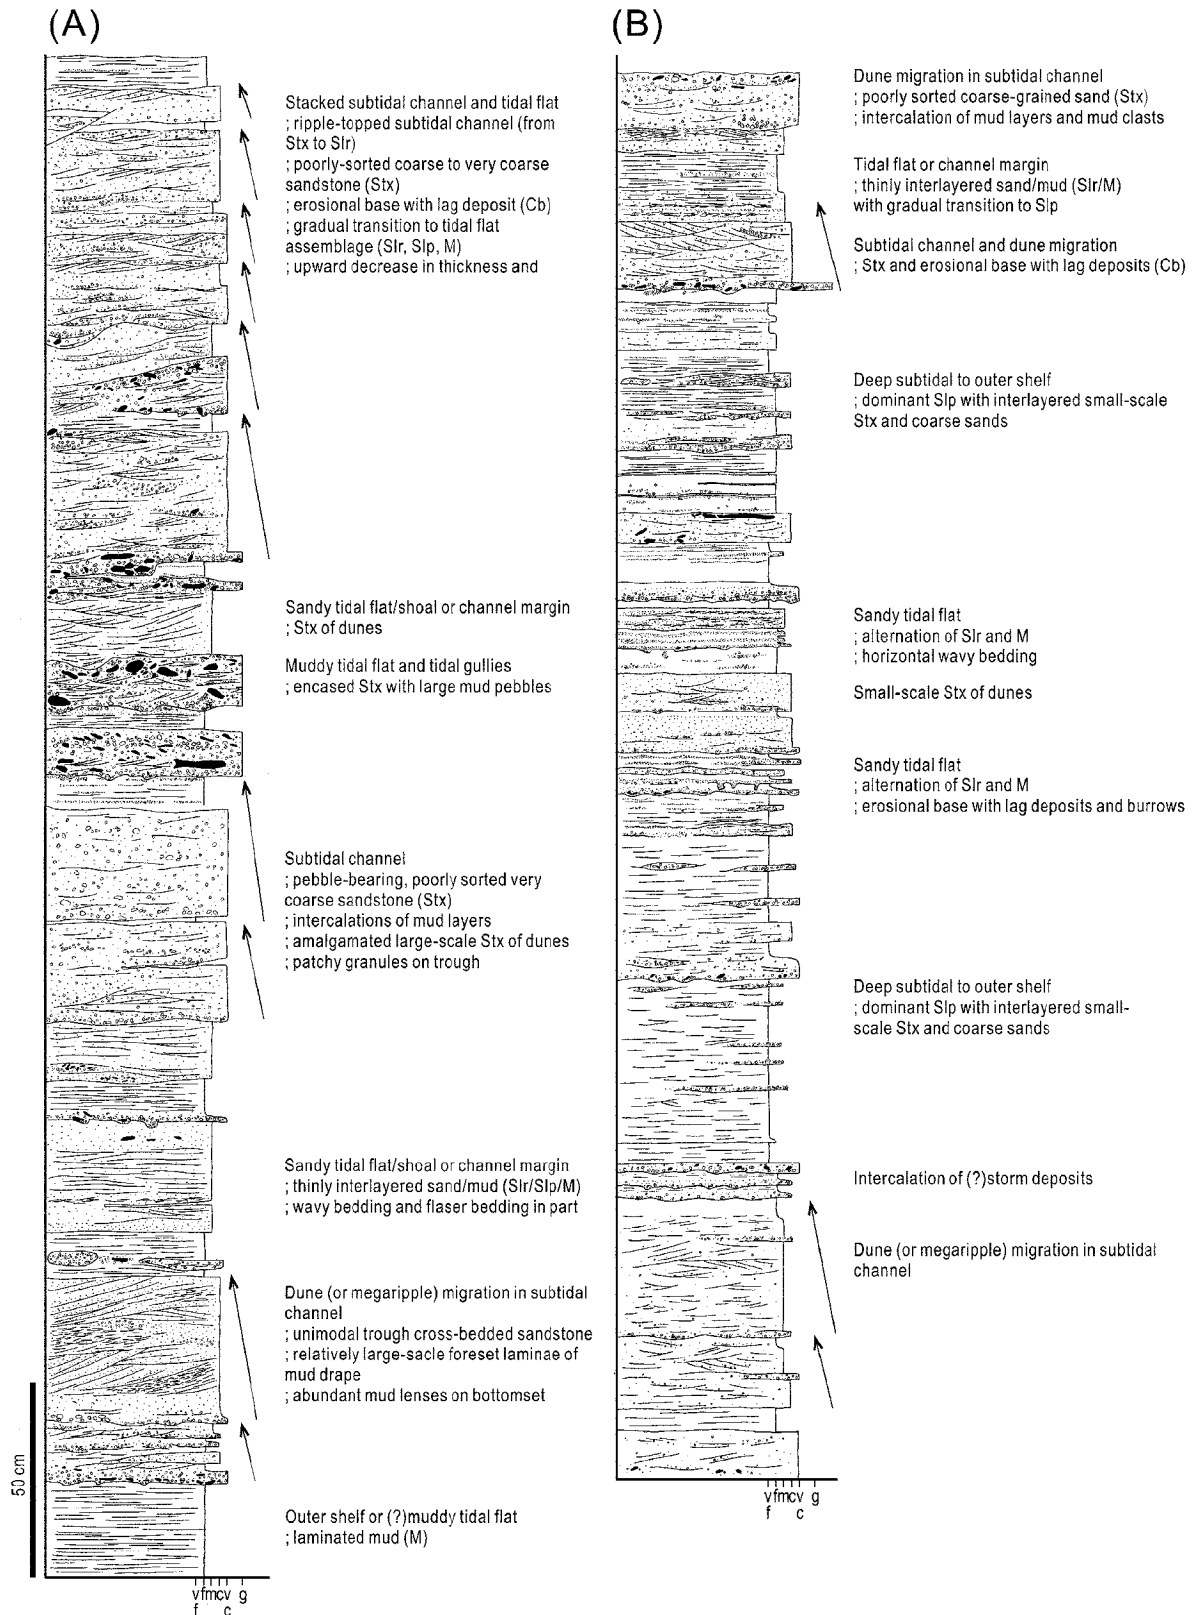 (A)
Stacked subtidal channel and tidal flat
; ripple-topped subtidal channel (from
Stx to Slr)
; poorly-sorted coarse to very coarse
sandstone (Stx)
; erosional base with lag deposit (Cb)
; gradual transition to tidal flat
assemblage (Slr, Slp, M)
; upward decrease in thickness and
Sandy tidal flat/shoal or channel margin
; Stx of dunes
Muddy tidal flat and tidal gullies
; encased Stx with large mud pebbles
Subtidal channel
; pebble-bearing, poorly sorted very
coarse sandstone (Stx)
; intercalations of mud layers
; amalgamated large-scale Stx of dunes
; patchy granules on trough
Sandy tidal flat/shoal or channel margin
; thinly interlayered sand/mud (Slr/Slp/M)
; wavy bedding and flaser bedding in part
Dune (or megaripple) migration in subtidal
channel
; unimodal trough cross-bedded sandstone
; relatively large-sacle foreset laminae of
mud drape
; abundant mud lenses on bottomset
Outer shelf or (?)muddy tidal flat
; laminated mud (M)
50 cm
v f m c v g
f c
(B)
Dune migration in subtidal channel
; poorly sorted coarse-grained sand (Stx)
; intercalation of mud layers and mud clasts
Tidal flat or channel margin
; thinly interlayered sand/mud (Slr/M)
with gradual transition to Slp
Subtidal channel and dune migration
; Stx and erosional base with lag deposits (Cb)
Deep subtidal to outer shelf
; dominant Slp with interlayered small-scale
Stx and coarse sands
Sandy tidal flat
; alternation of Slr and M
; horizontal wavy bedding
Small-scale Stx of dunes
Sandy tidal flat
; alternation of Slr and M
; erosional base with lag deposits and burrows
Deep subtidal to outer shelf
; dominant Slp with interlayered small-
scale Stx and coarse sands
Intercalation of (?)storm deposits
Dune (or megaripple) migration in subtidal
channel
v f m c v g
f c